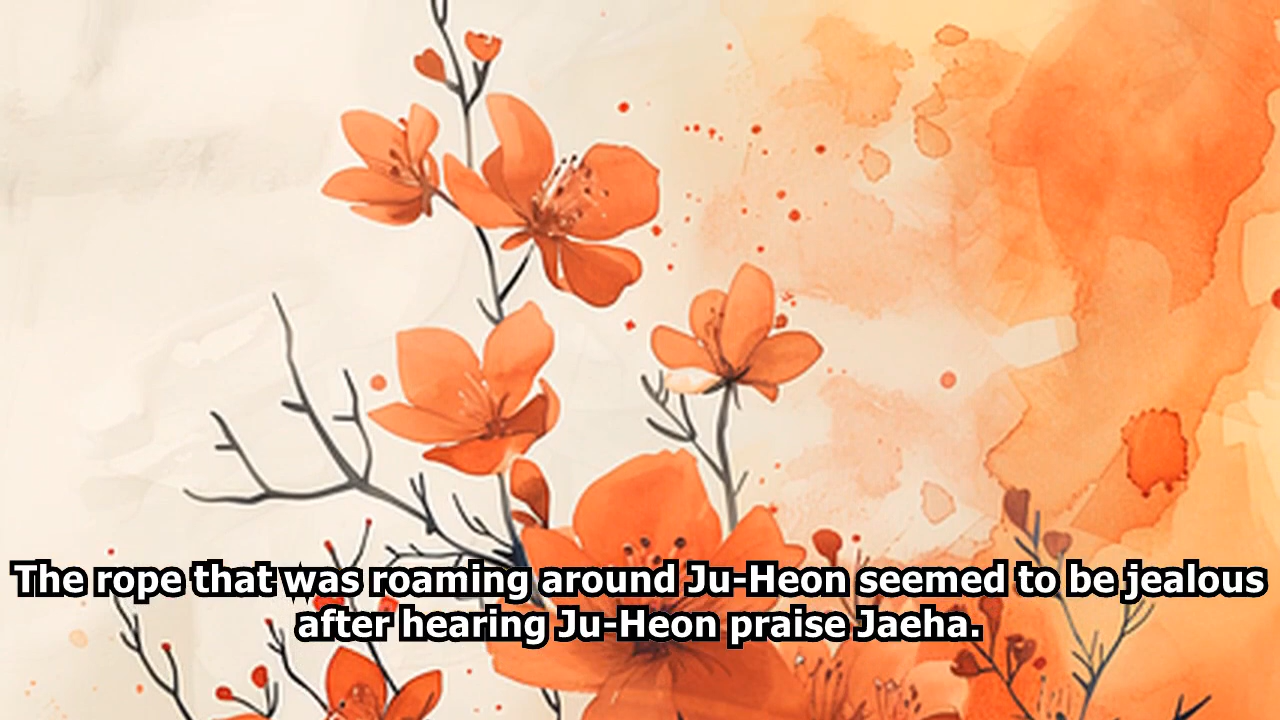 The rope that was roaming around Ju-Heon seemed to be jealous
after hearing Ju-Heon praise Jaeha.